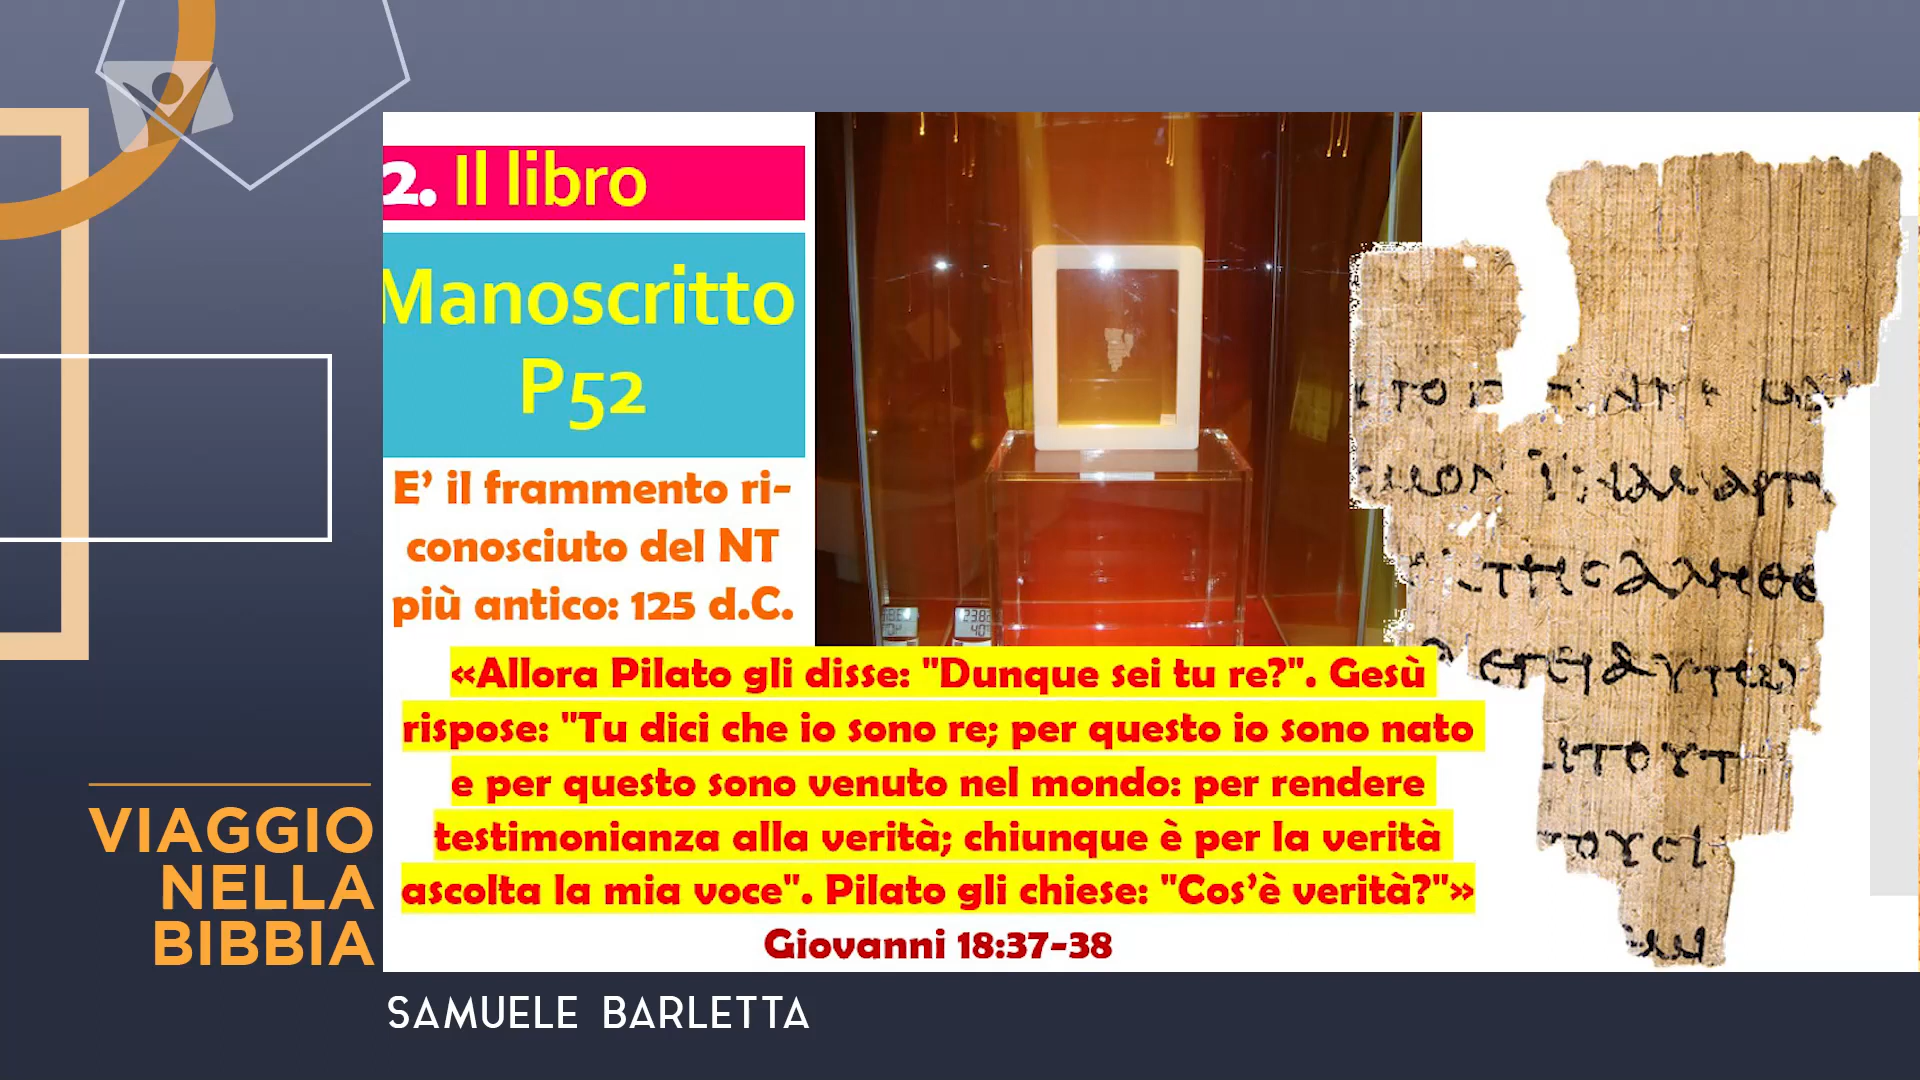 2. Il libro
Manoscritto
P52
E' il frammento ri-
conosciuto del NT
più antico: 125 d.C.
«Allora Pilato gli disse: "Dunque sei tu re?". Gesù
rispose: "Tu dici che io sono re; per questo io sono nato
e per questo sono venuto nel mondo: per rendere
testimonianza alla verità; chiunque è per la verità
ascolta la mia voce". Pilato gli chiese: "Cos'è verità?"»
Giovanni 18:37-38
VIAGGIO
NELLA
BIBBIA
SAMUELE BARLETTA